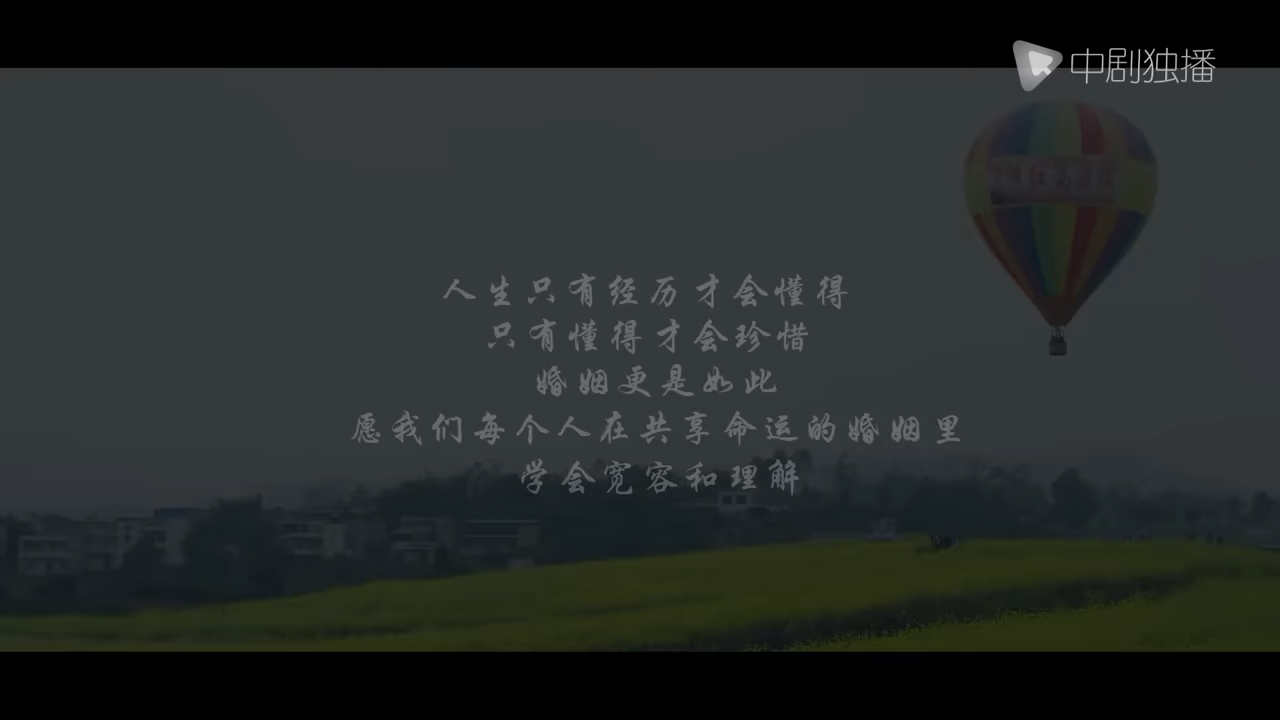 中剧独播
人生只有经历才会懂得
只有懂得才会珍惜
婚姻更是如此
愿我们每个人在共享命运的婚姻里
学会宽容和理解